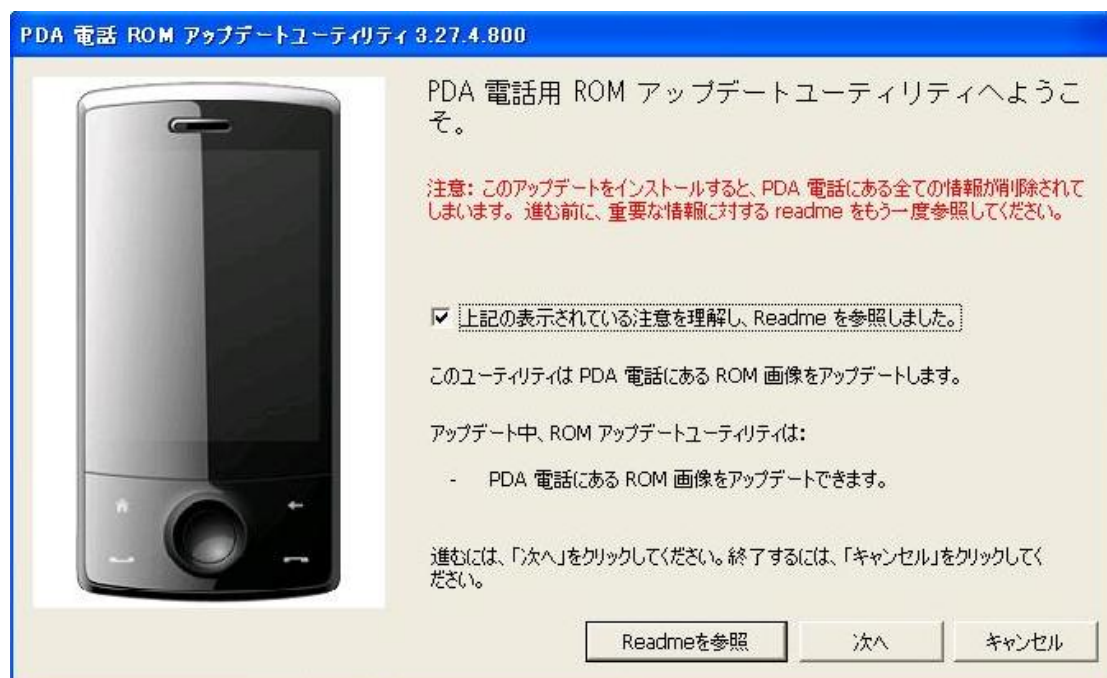 PDA 電話 ROM アップデートユーティリティ 3.27.4.800
PDA 電話用 ROM アップデートユーティリティへようこ
そ。
注意: このアップデートをインストールすると、PDA 電話にある全ての情報が削除されて
しまいます。進む前に、重要な情報に対する readme をもう一度参照してください。
上記の表示されている注意を理解し、Readme を参照しました。
このユーティリティは PDA 電話にある ROM 画像をアップデートします。
アップデート中、ROM アップデートユーティリティは:
- PDA 電話にある ROM 画像をアップデートできます。
進むには、「次へ」をクリックしてください。終了するには、「キャンセル」をクリックしてく
ださい。
Readmeを参照 次へ キャンセル